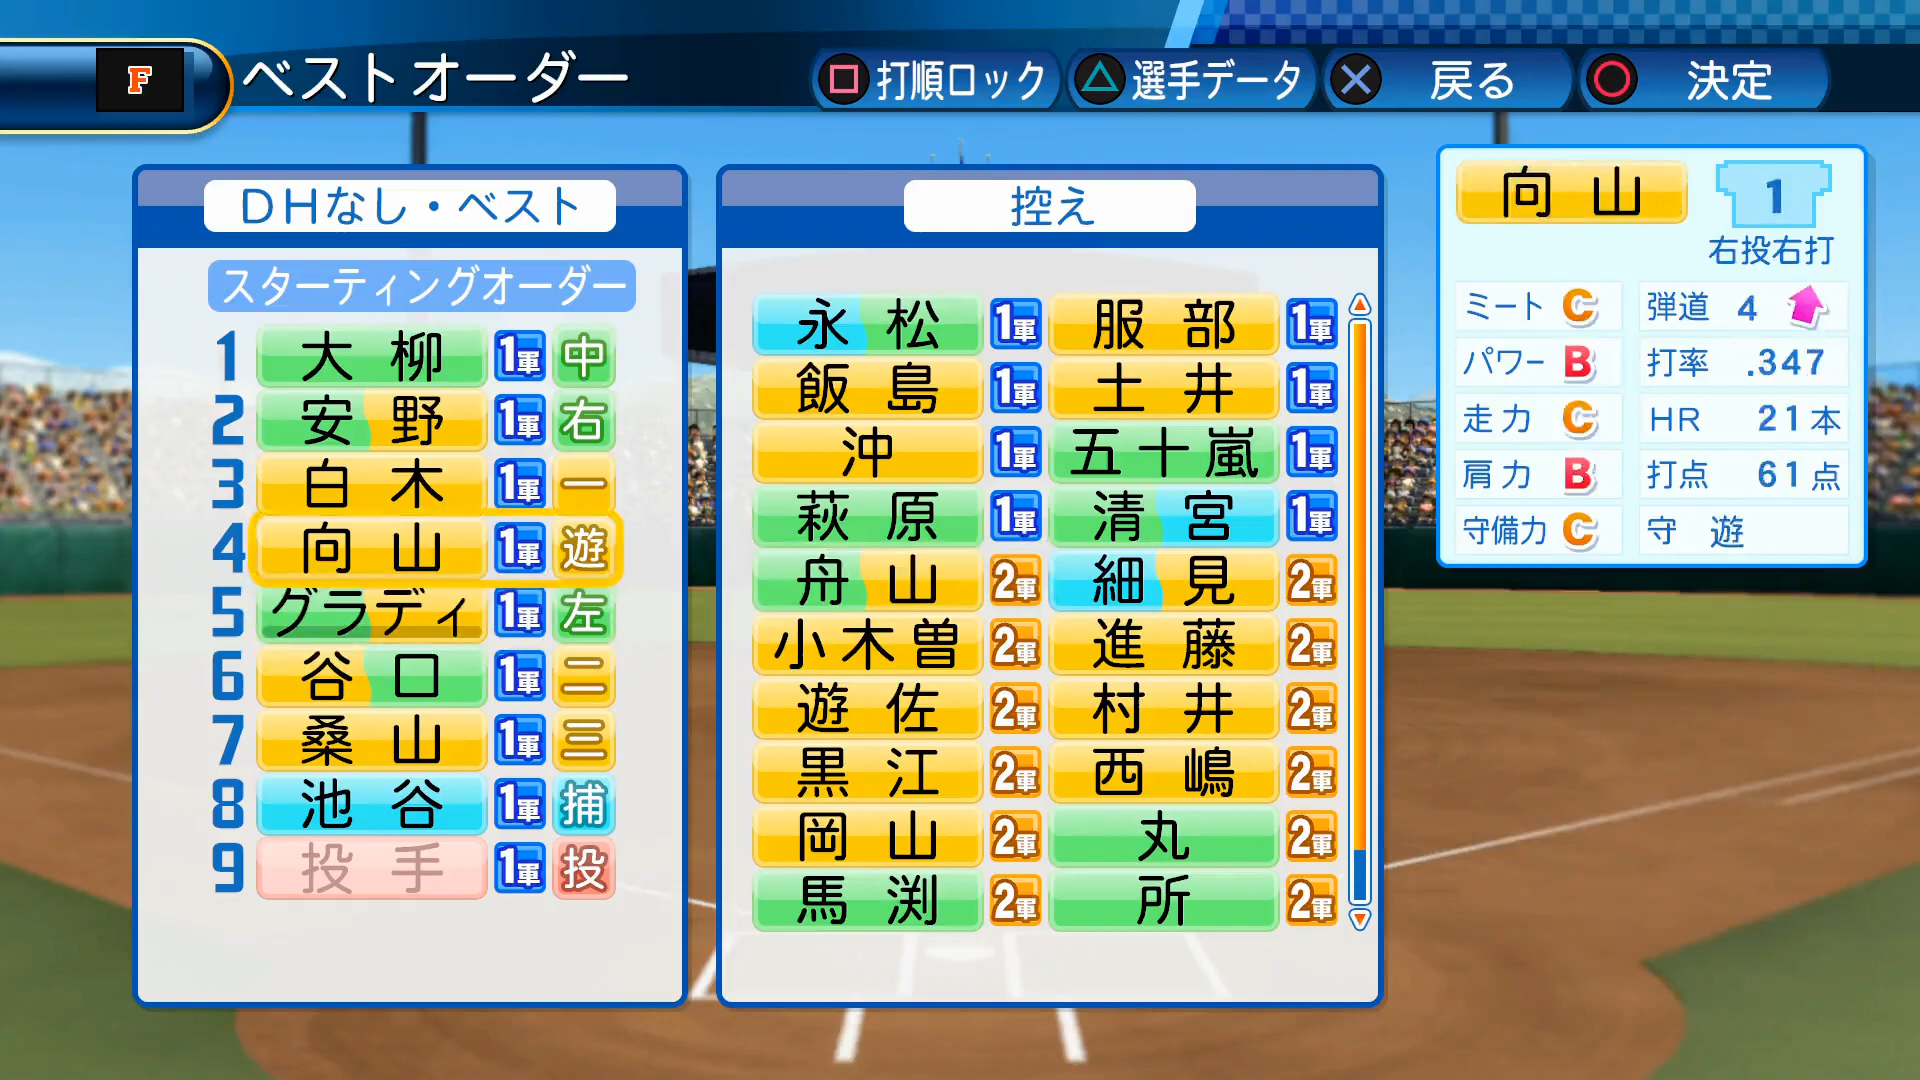 F ベストオーダー 打順ロック 選手データ 戻る 決定
DHなし・ベスト
スターティングオーダー
1 大柳 1軍 中
2 安野 1軍 右
3 白木 1軍 一
4 向山 1軍 遊
5 グラディ 1軍 左
6 谷口 1軍 二
7 桑山 1軍 三
8 池谷 1軍 捕
9 投手 1軍 投
控え
永松 1軍 服部 1軍
飯島 1軍 土井 1軍
沖 1軍 五十嵐 1軍
萩原 1軍 清宮 1軍
舟山 2軍 細見 2軍
小木曽 2軍 進藤 2軍
遊佐 2軍 村井 2軍
黒江 2軍 西嶋 2軍
岡山 2軍 丸 2軍
馬渕 2軍 所 2軍
向山 1
右投右打
ミート C 弾道 4
パワー B 打率 .347
走力 C HR 21本
肩力 B 打点 61点
守備力 C 守 遊